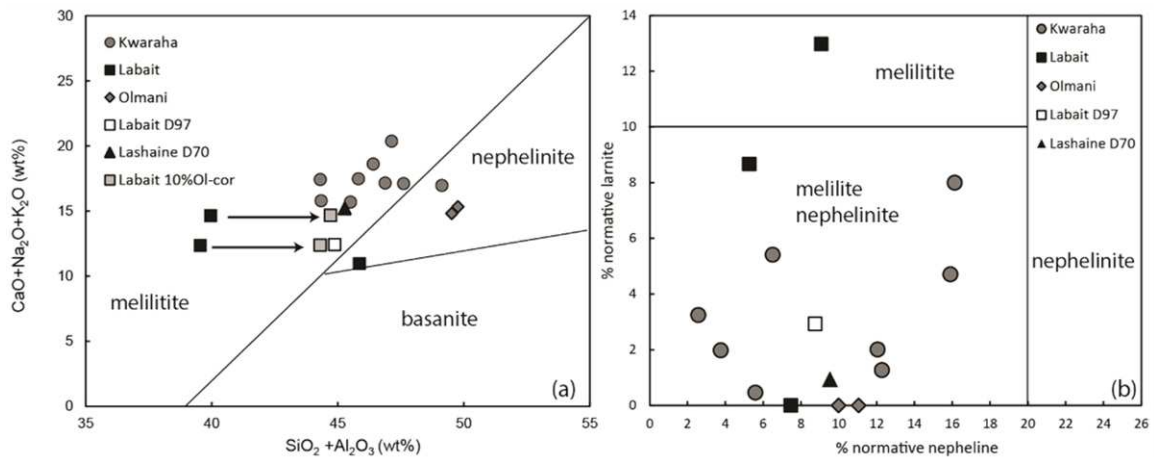 30
25
20
15
10
5
0
35
40
45
50
55
CaO+Na₂O+K₂O (wt%)
SiO₂ +Al₂O₃ (wt%)
Kwaraha
Labait
Olmani
Labait D97
Lashaine D70
Labait 10%Ol-cor
nephelinite
melilitite
basanite
(a)
14
12
10
8
6
4
2
0
0 2 4 6 8 10 12 14 16 18 20 22 24 26
% normative larnite
% normative nepheline
Kwaraha
Labait
Olmani
Labait D97
Lashaine D70
melilitite
melilite
nephelinite
nephelinite
(b)